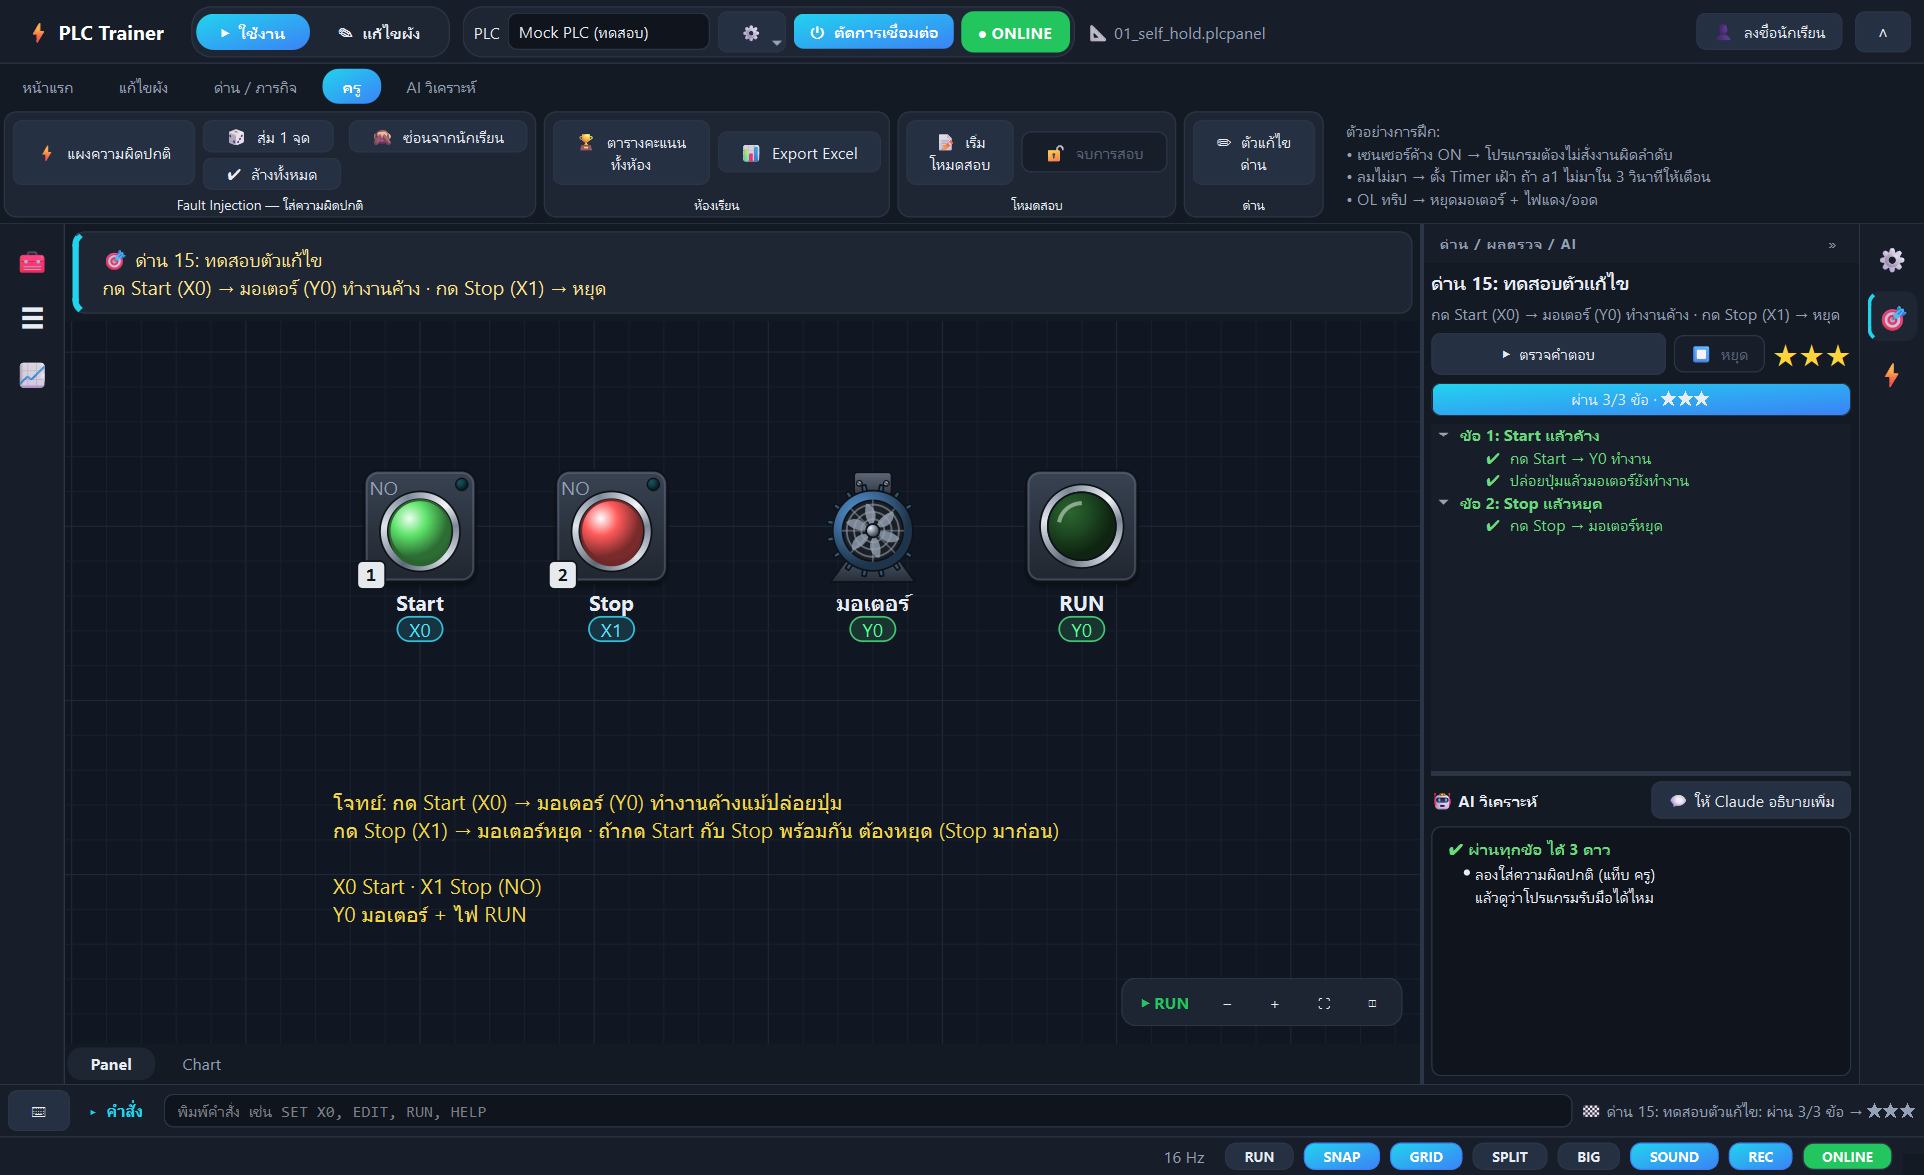 PLC Trainer
ใช้งาน
แก้ไขผัง
PLC
Mock PLC (ทดสอบ)
ตัดการเชื่อมต่อ
● ONLINE
01_self_hold.plcpanel
ลงชื่อนักเรียน
หน้าแรก
แก้ไขผัง
ด่าน / ภารกิจ
ครู
AI วิเคราะห์
แผงความผิดปกติ
สุ่ม 1 จุด
ซ่อนจากนักเรียน
ล้างทั้งหมด
Fault Injection — ใส่ความผิดปกติ
ตารางคะแนน
ทั้งห้อง
Export Excel
ห้องเรียน
เริ่ม
โหมดสอบ
จบการสอบ
โหมดสอบ
ตัวแก้ไข
ด่าน
ด่าน
ตัวอย่างการฝึก:
• เซนเซอร์ค้าง ON → โปรแกรมต้องไม่สั่งงานผิดลำดับ
• ลมไม่มา → ตั้ง Timer เฝ้า ถ้า a1 ไม่มาใน 3 วินาทีให้เตือน
• OL ทริป → หยุดมอเตอร์ + ไฟแดง/ออด
ด่าน 15: ทดสอบตัวแก้ไข
กด Start (X0) → มอเตอร์ (Y0) ทำงานค้าง · กด Stop (X1) → หยุด
NO
1
Start
X0
NO
2
Stop
X1
มอเตอร์
Y0
RUN
Y0
โจทย์: กด Start (X0) → มอเตอร์ (Y0) ทำงานค้างแม้ปล่อยปุ่ม
กด Stop (X1) → มอเตอร์หยุด · ถ้ากด Start กับ Stop พร้อมกัน ต้องหยุด (Stop มาก่อน)
X0 Start · X1 Stop (NO)
Y0 มอเตอร์ + ไฟ RUN
RUN
−
+
Panel
Chart
ด่าน / ผลตรวจ / AI
»
ด่าน 15: ทดสอบตัวแก้ไข
กด Start (X0) → มอเตอร์ (Y0) ทำงานค้าง · กด Stop (X1) → หยุด
ตรวจคำตอบ
หยุด
★★★
ผ่าน 3/3 ข้อ · ★★★
ข้อ 1: Start แล้วค้าง
✔ กด Start → Y0 ทำงาน
✔ ปล่อยปุ่มแล้วมอเตอร์ยังทำงาน
ข้อ 2: Stop แล้วหยุด
✔ กด Stop → มอเตอร์หยุด
AI วิเคราะห์
ให้ Claude อธิบายเพิ่ม
✔ ผ่านทุกข้อ ได้ 3 ดาว
• ลองใส่ความผิดปกติ (แท็บ ครู)
แล้วดูว่าโปรแกรมรับมือได้ไหม
คำสั่ง
พิมพ์คำสั่ง เช่น SET X0, EDIT, RUN, HELP
ด่าน 15: ทดสอบตัวแก้ไข: ผ่าน 3/3 ข้อ → ★★★
16 Hz
RUN
SNAP
GRID
SPLIT
BIG
SOUND
REC
ONLINE